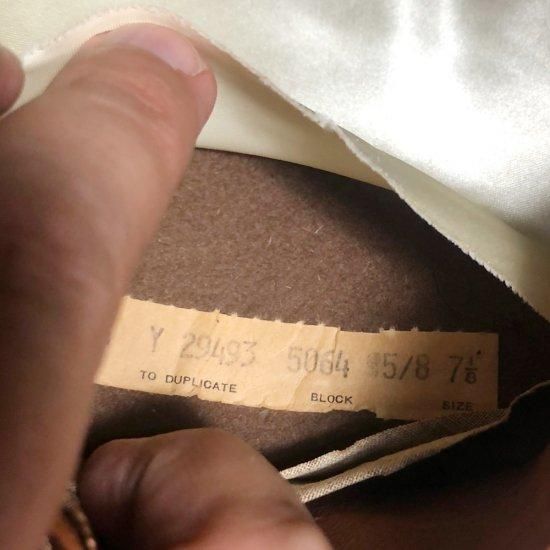 Y 29493 5064 5/8 7 1/8
TO DUPLICATE BLOCK SIZE